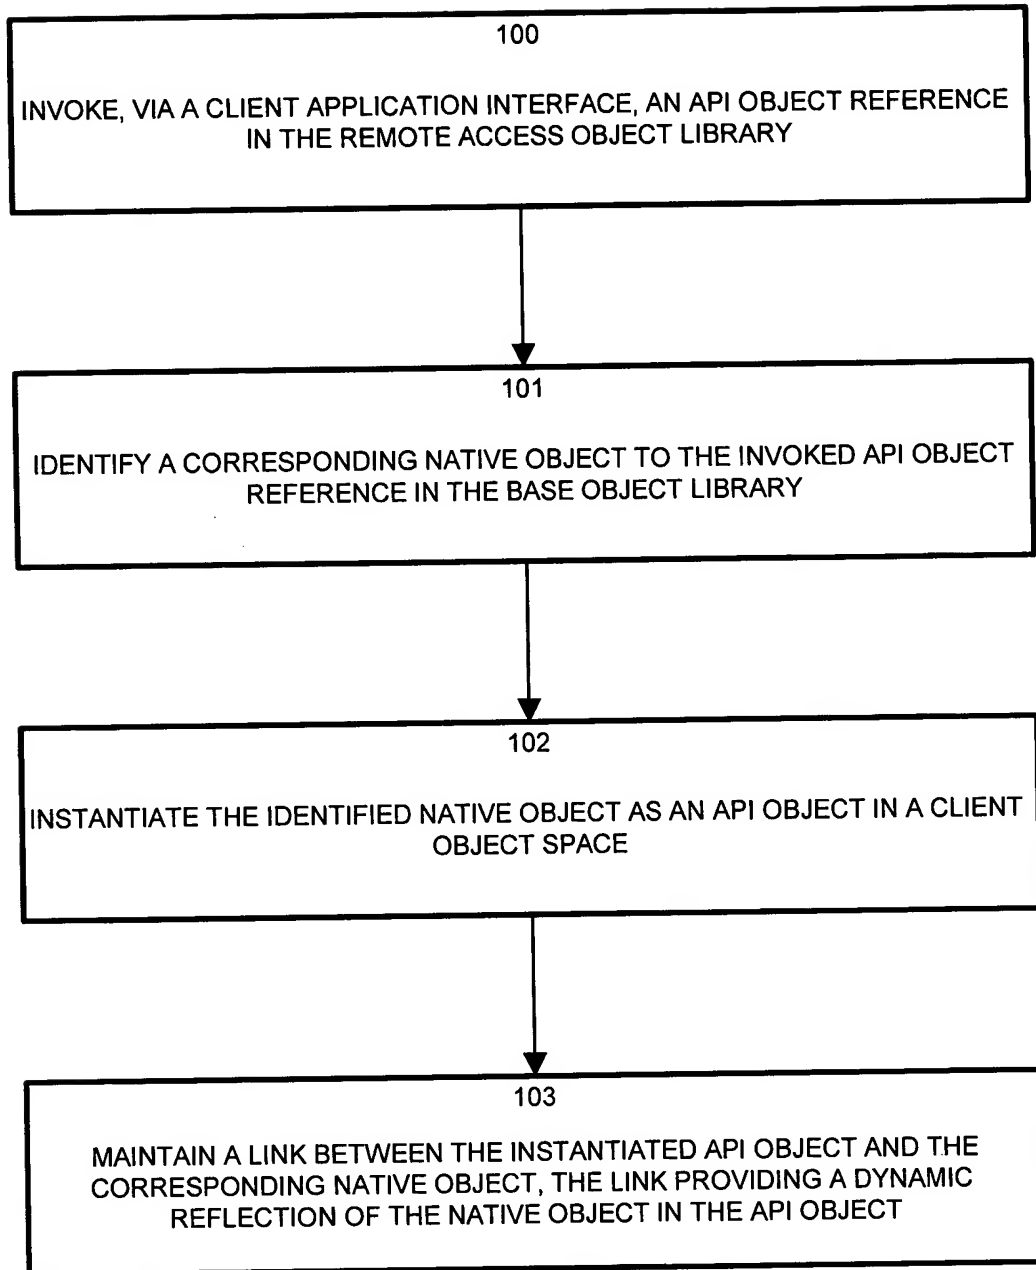 100
INVOKE, VIA A CLIENT APPLICATION INTERFACE, AN API OBJECT REFERENCE
IN THE REMOTE ACCESS OBJECT LIBRARY
101
IDENTIFY A CORRESPONDING NATIVE OBJECT TO THE INVOKED API OBJECT
REFERENCE IN THE BASE OBJECT LIBRARY
102
INSTANTIATE THE IDENTIFIED NATIVE OBJECT AS AN API OBJECT IN A CLIENT
OBJECT SPACE
103
MAINTAIN A LINK BETWEEN THE INSTANTIATED API OBJECT AND THE
CORRESPONDING NATIVE OBJECT, THE LINK PROVIDING A DYNAMIC
REFLECTION OF THE NATIVE OBJECT IN THE API OBJECT